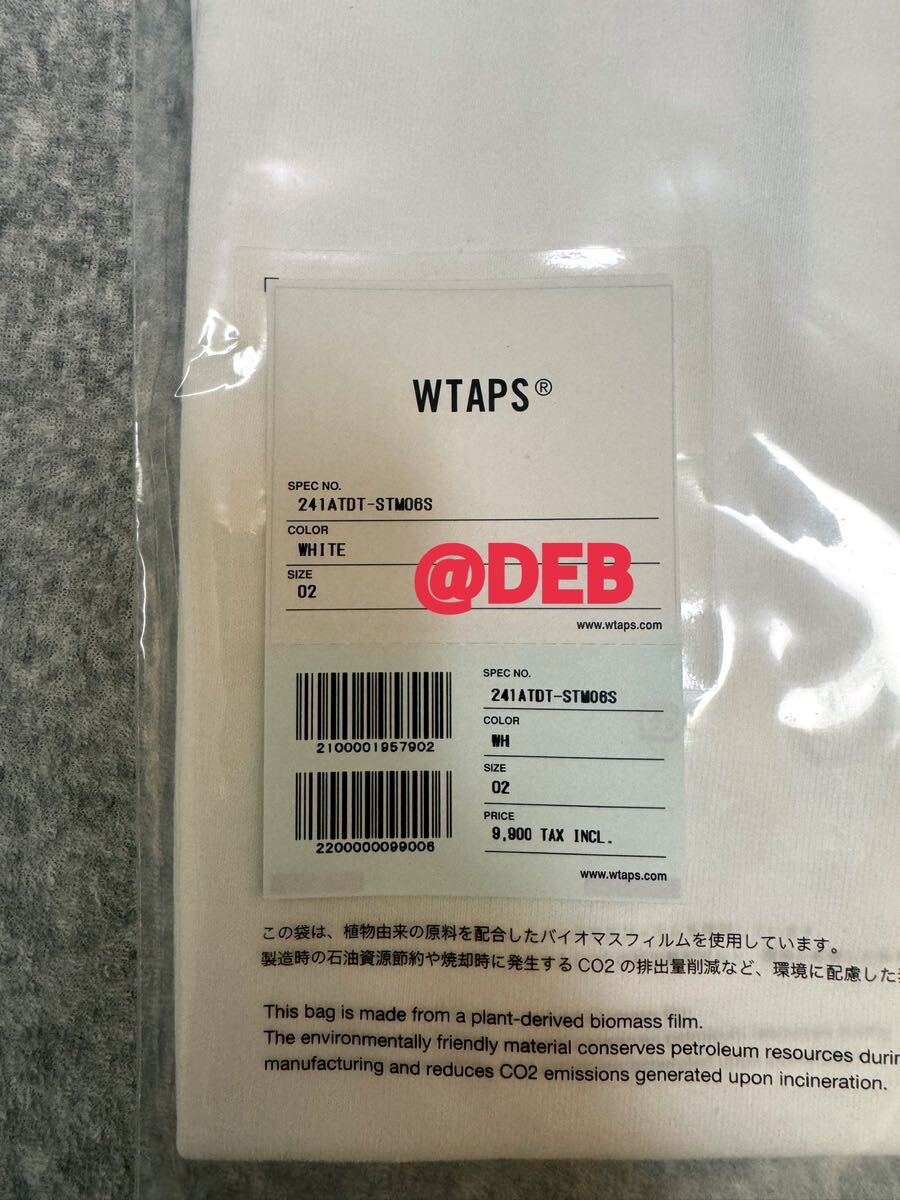 WTAPS®
SPEC NO.
241ATDT-STM06S
COLOR
WHITE
SIZE
02
@DEB
www.wtaps.com
2100001957902
2200000099006
SPEC NO.
241ATDT-STM06S
COLOR
WH
SIZE
02
PRICE
9,900 TAX INCL.
www.wtaps.com
この袋は、植物由来の原料を配合したバイオマスフィルムを使用しています。
製造時の石油資源節約や焼却時に発生するCO2の排出量削減など、環境に配慮した
This bag is made from a plant-derived biomass film.
The environmentally friendly material conserves petroleum resources durin
manufacturing and reduces CO2 emissions generated upon incineration.